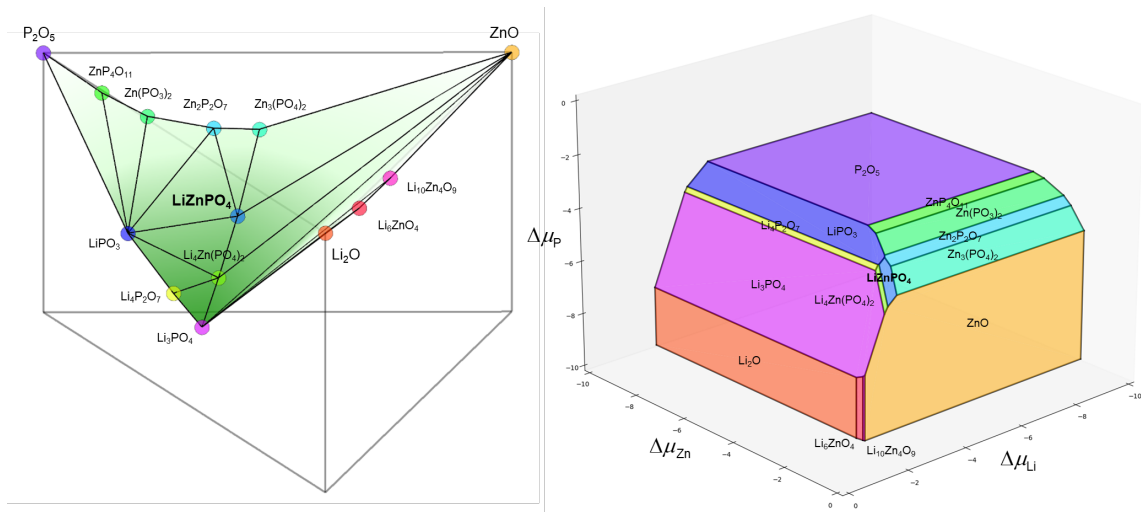 P₂O₅
ZnO
ZnP₄O₁₁
Zn(PO₃)₂
Zn₂P₂O₇
Zn₃(PO₄)₂
LiZnPO₄
Li₁₀Zn₄O₉
Li₆ZnO₄
LiPO₃
Li₄Zn(PO₄)₂
Li₂O
Li₄P₂O₇
Li₃PO₄
0
−2
−4
−6
−8
−10
Δμ_P
P₂O₅
ZnP₄O₁₁
Zn(PO₃)₂
Li₄P₂O₇
LiPO₃
Zn₂P₂O₇
Zn₃(PO₄)₂
LiZnPO₄
Li₃PO₄
Li₄Zn(PO₄)₂
ZnO
Li₂O
Li₆ZnO₄
Li₁₀Zn₄O₉
−10
−8
−6
−4
−2
0
Δμ_Zn
0
−2
−4
−6
−8
−10
Δμ_Li